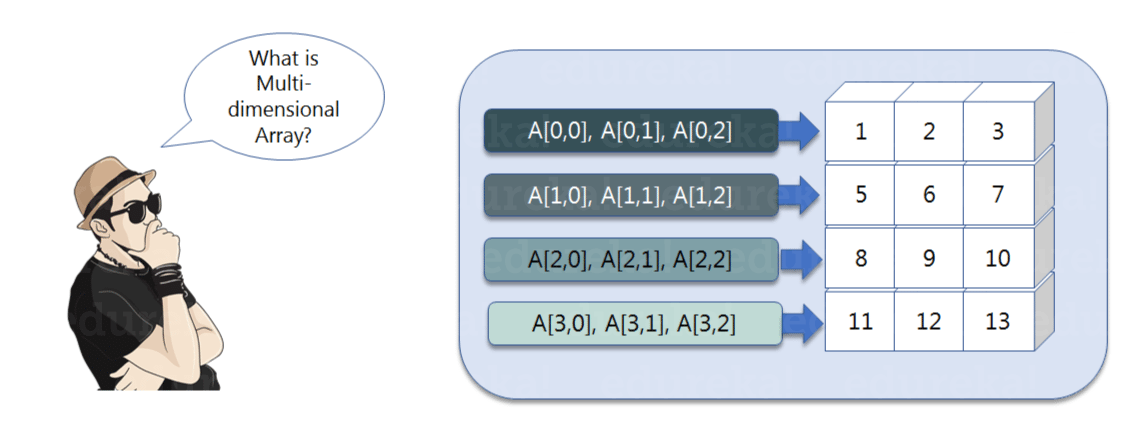 What is
Multi-
dimensional
Array?
A[0,0], A[0,1], A[0,2]
1 2 3
A[1,0], A[1,1], A[1,2]
5 6 7
A[2,0], A[2,1], A[2,2]
8 9 10
A[3,0], A[3,1], A[3,2]
11 12 13